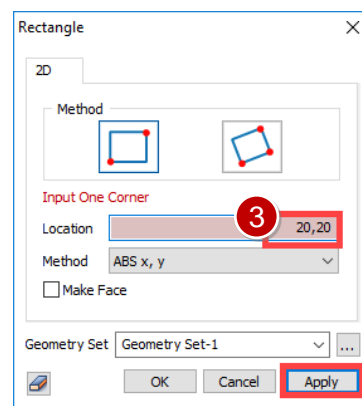 Rectangle
2D
Method
Input One Corner
3
Location 20,20
Method ABS x, y
Make Face
Geometry Set Geometry Set-1 ...
OK Cancel Apply